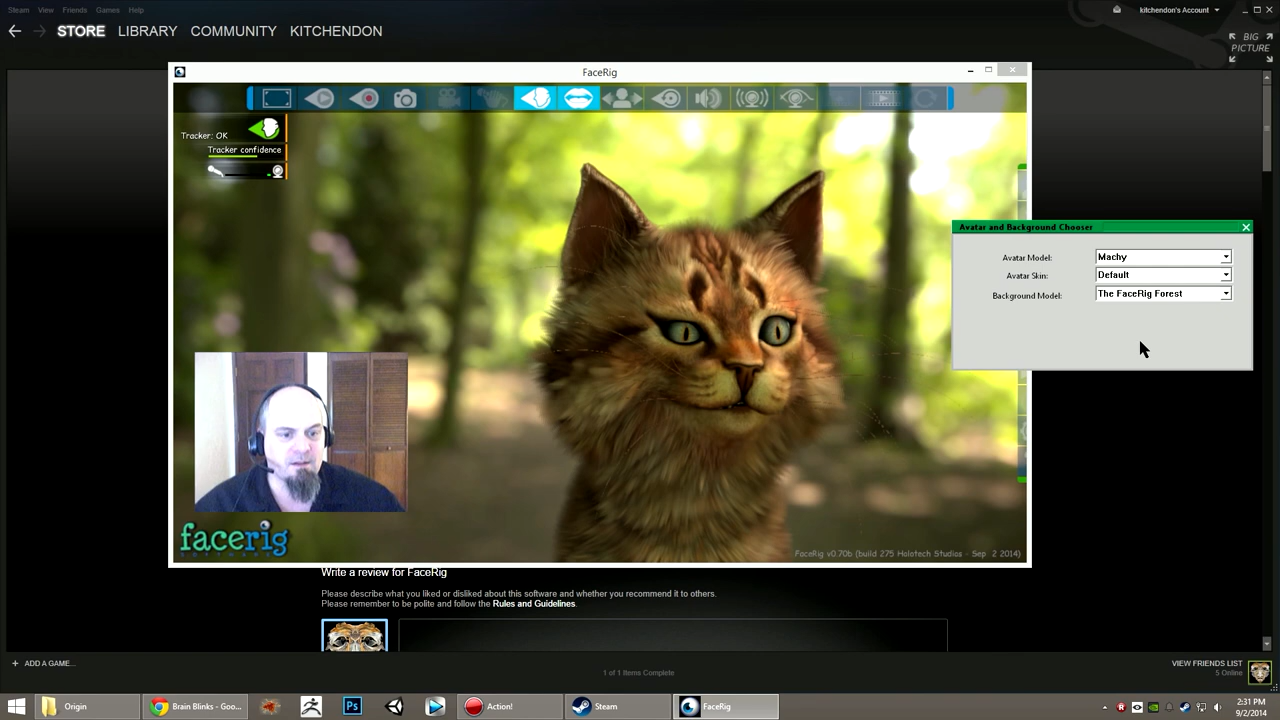 Steam View Friends Games Help
kitchendon's Account
STORE LIBRARY COMMUNITY KITCHENDON
BIG
PICTURE
FaceRig
Tracker: OK
Tracker confidence
Avatar and Background Chooser
Avatar Model: Machy
Avatar Skin: Default
Background Model: The FaceRig Forest
facerig
SOFTWARE
FaceRig v0.70b (build 275 Holotech Studios - Sep 2 2014)
Write a review for FaceRig
Please describe what you liked or disliked about this software and whether you recommend it to others.
Please remember to be polite and follow the Rules and Guidelines.
+ ADD A GAME...
1 of 1 Items Complete
VIEW FRIENDS LIST
5 Online
Origin
Brain Blinks - Goo...
Ps
Action!
Steam
FaceRig
2:31 PM
9/2/2014